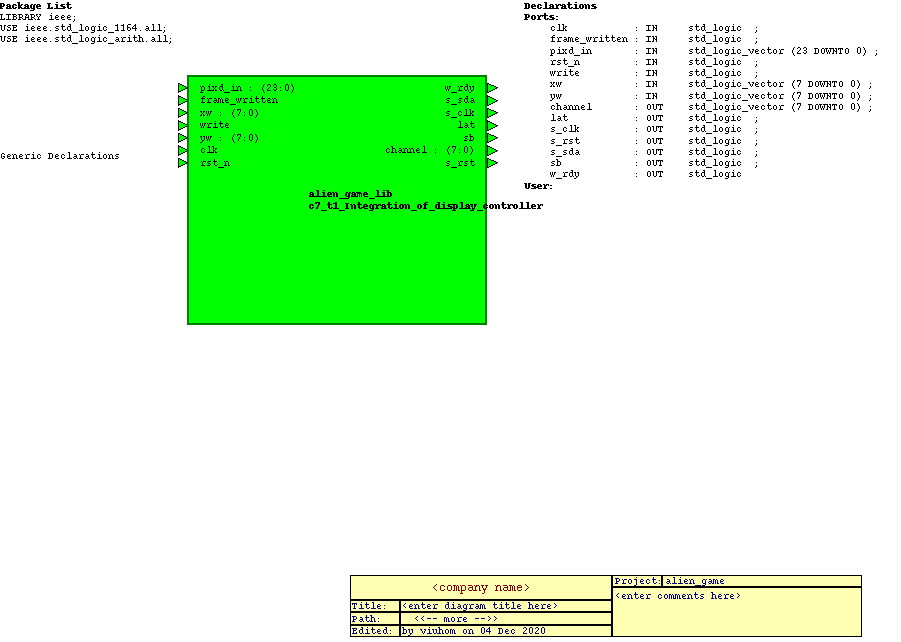 Package List
LIBRARY ieee;
USE ieee.std_logic_1164.all;
USE ieee.std_logic_arith.all;
Generic Declarations
pixd_in : (23:0)
frame_written
xw : (7:0)
write
yw : (7:0)
clk
rst_n
w_rdy
s_sda
s_clk
lat
sb
channel : (7:0)
s_rst
alien_game_lib
c7_t1_Integration_of_display_controller
Declarations
Ports:
clk : IN std_logic ;
frame_written : IN std_logic ;
pixd_in : IN std_logic_vector (23 DOWNTO 0) ;
rst_n : IN std_logic ;
write : IN std_logic ;
xw : IN std_logic_vector (7 DOWNTO 0) ;
yw : IN std_logic_vector (7 DOWNTO 0) ;
channel : OUT std_logic_vector (7 DOWNTO 0) ;
lat : OUT std_logic ;
s_clk : OUT std_logic ;
s_rst : OUT std_logic ;
s_sda : OUT std_logic ;
sb : OUT std_logic ;
w_rdy : OUT std_logic
User:
<company name>
Title: <enter diagram title here>
Path: <<-- more -->>
Edited: by viuhom on 04 Dec 2020
Project: alien_game
<enter comments here>